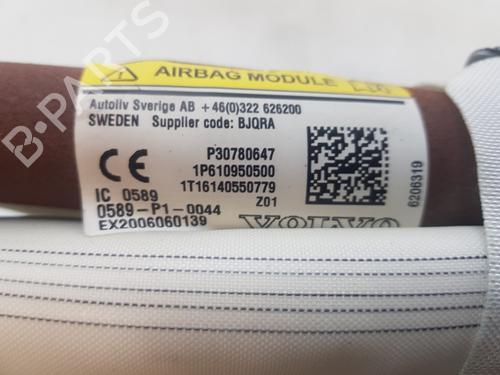 AIRBAG MODULE
Autoliv Sverige AB +46(0)322 626200
SWEDEN Supplier code: BJQRA
P30780647
1P610950500
1T16140550779
IC 0589
Z01
0589-P1-0044
EX2006060139
VOLVO
6206319
B-PARTS